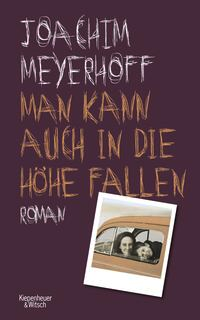 JOACHIM
MEYERHOFF
MAN KANN
AUCH IN DIE
HÖHE FALLEN
ROMAN
Kiepenheuer
& Witsch